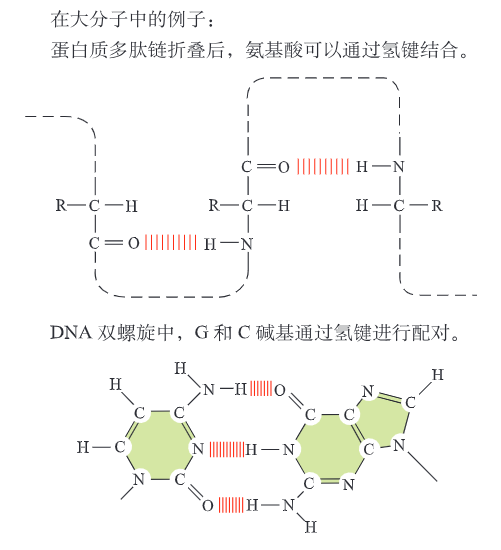 在大分子中的例子：
蛋白质多肽链折叠后，氨基酸可以通过氢键结合。
C=O H—N
R—C—H R—C—H H—C—R
C=O H—N
DNA 双螺旋中，G 和 C 碱基通过氢键进行配对。
H H N—H O N H
C C C C C
H—C N H—N C N
N C C N
O H—N
H